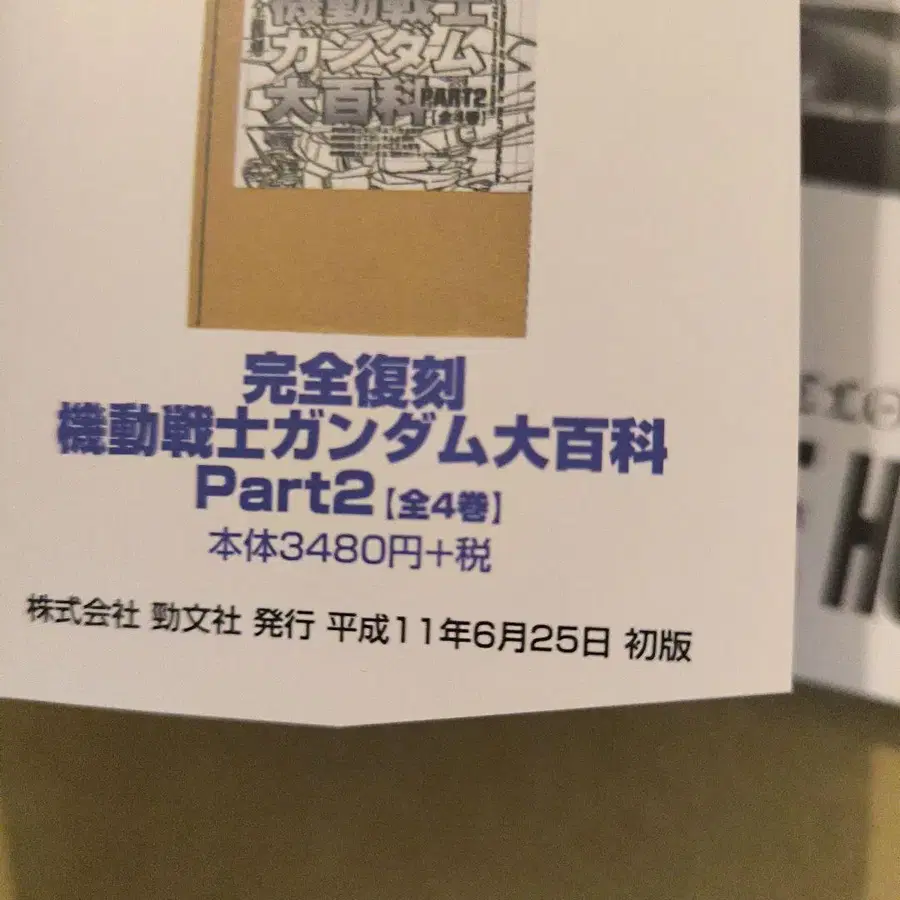 機動戦士
ガンダム
大百科 PART2
【全4巻】
完全復刻
機動戦士ガンダム大百科
Part2【全4巻】
本体3480円+税
株式会社 勁文社 発行 平成11年6月25日 初版